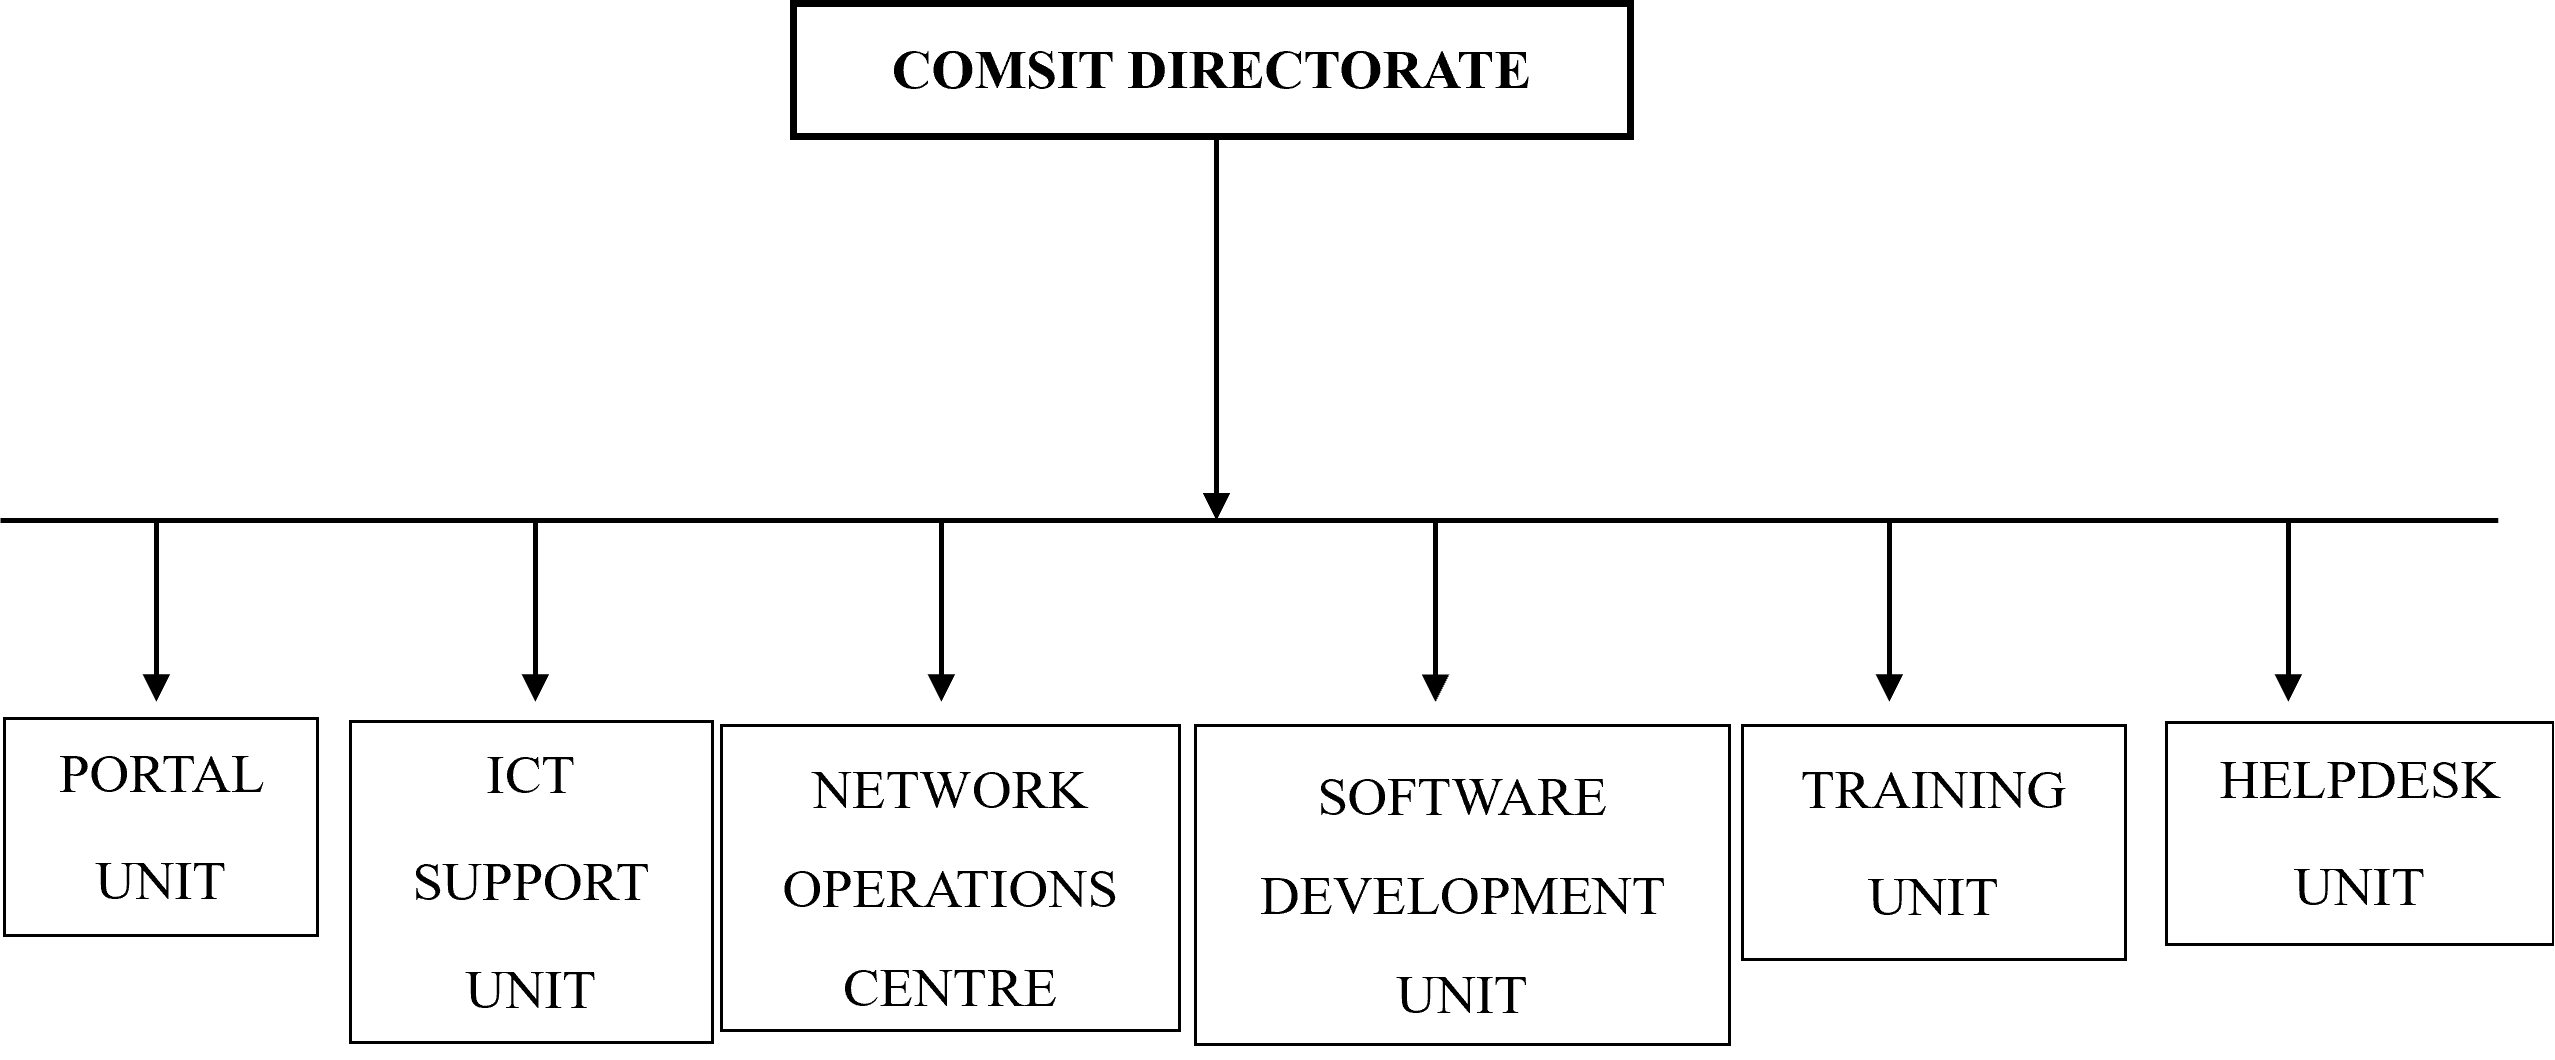 COMSIT DIRECTORATE
PORTAL
UNIT
ICT
SUPPORT
UNIT
NETWORK
OPERATIONS
CENTRE
SOFTWARE
DEVELOPMENT
UNIT
TRAINING
UNIT
HELPDESK
UNIT